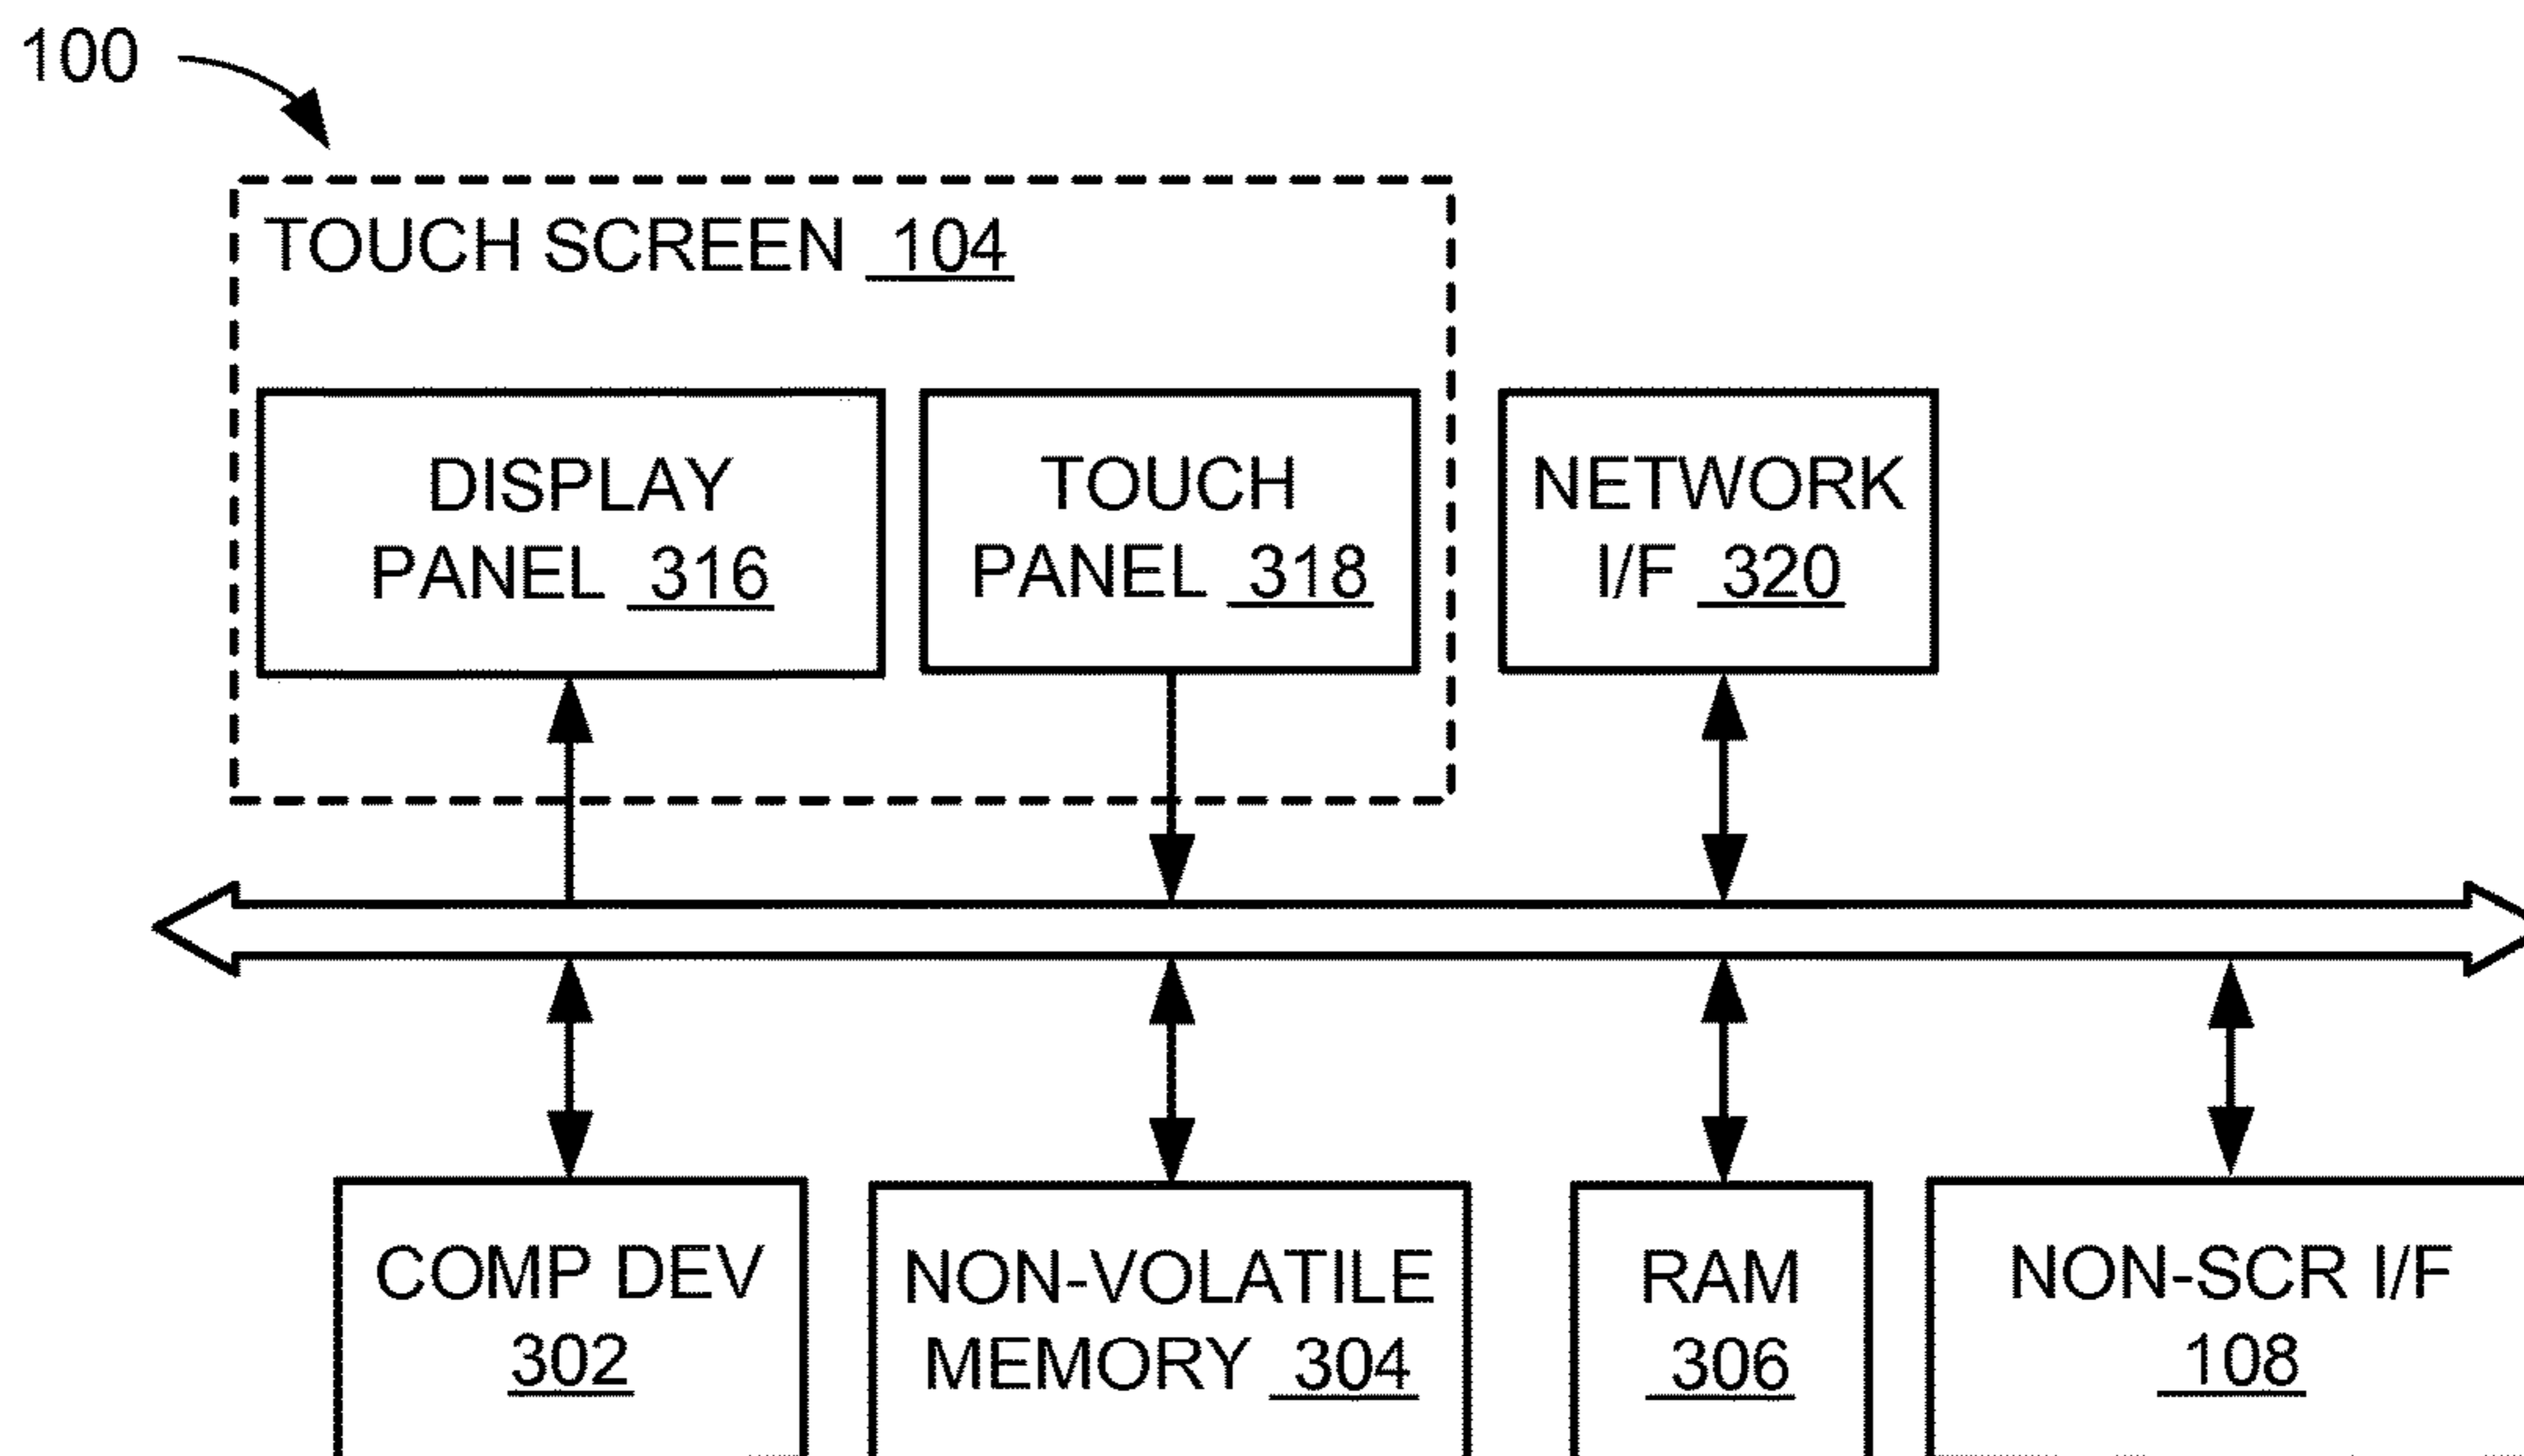 100
TOUCH SCREEN 104
DISPLAY
PANEL 316
TOUCH
PANEL 318
NETWORK
I/F 320
COMP DEV
302
NON-VOLATILE
MEMORY 304
RAM
306
NON-SCR I/F
108